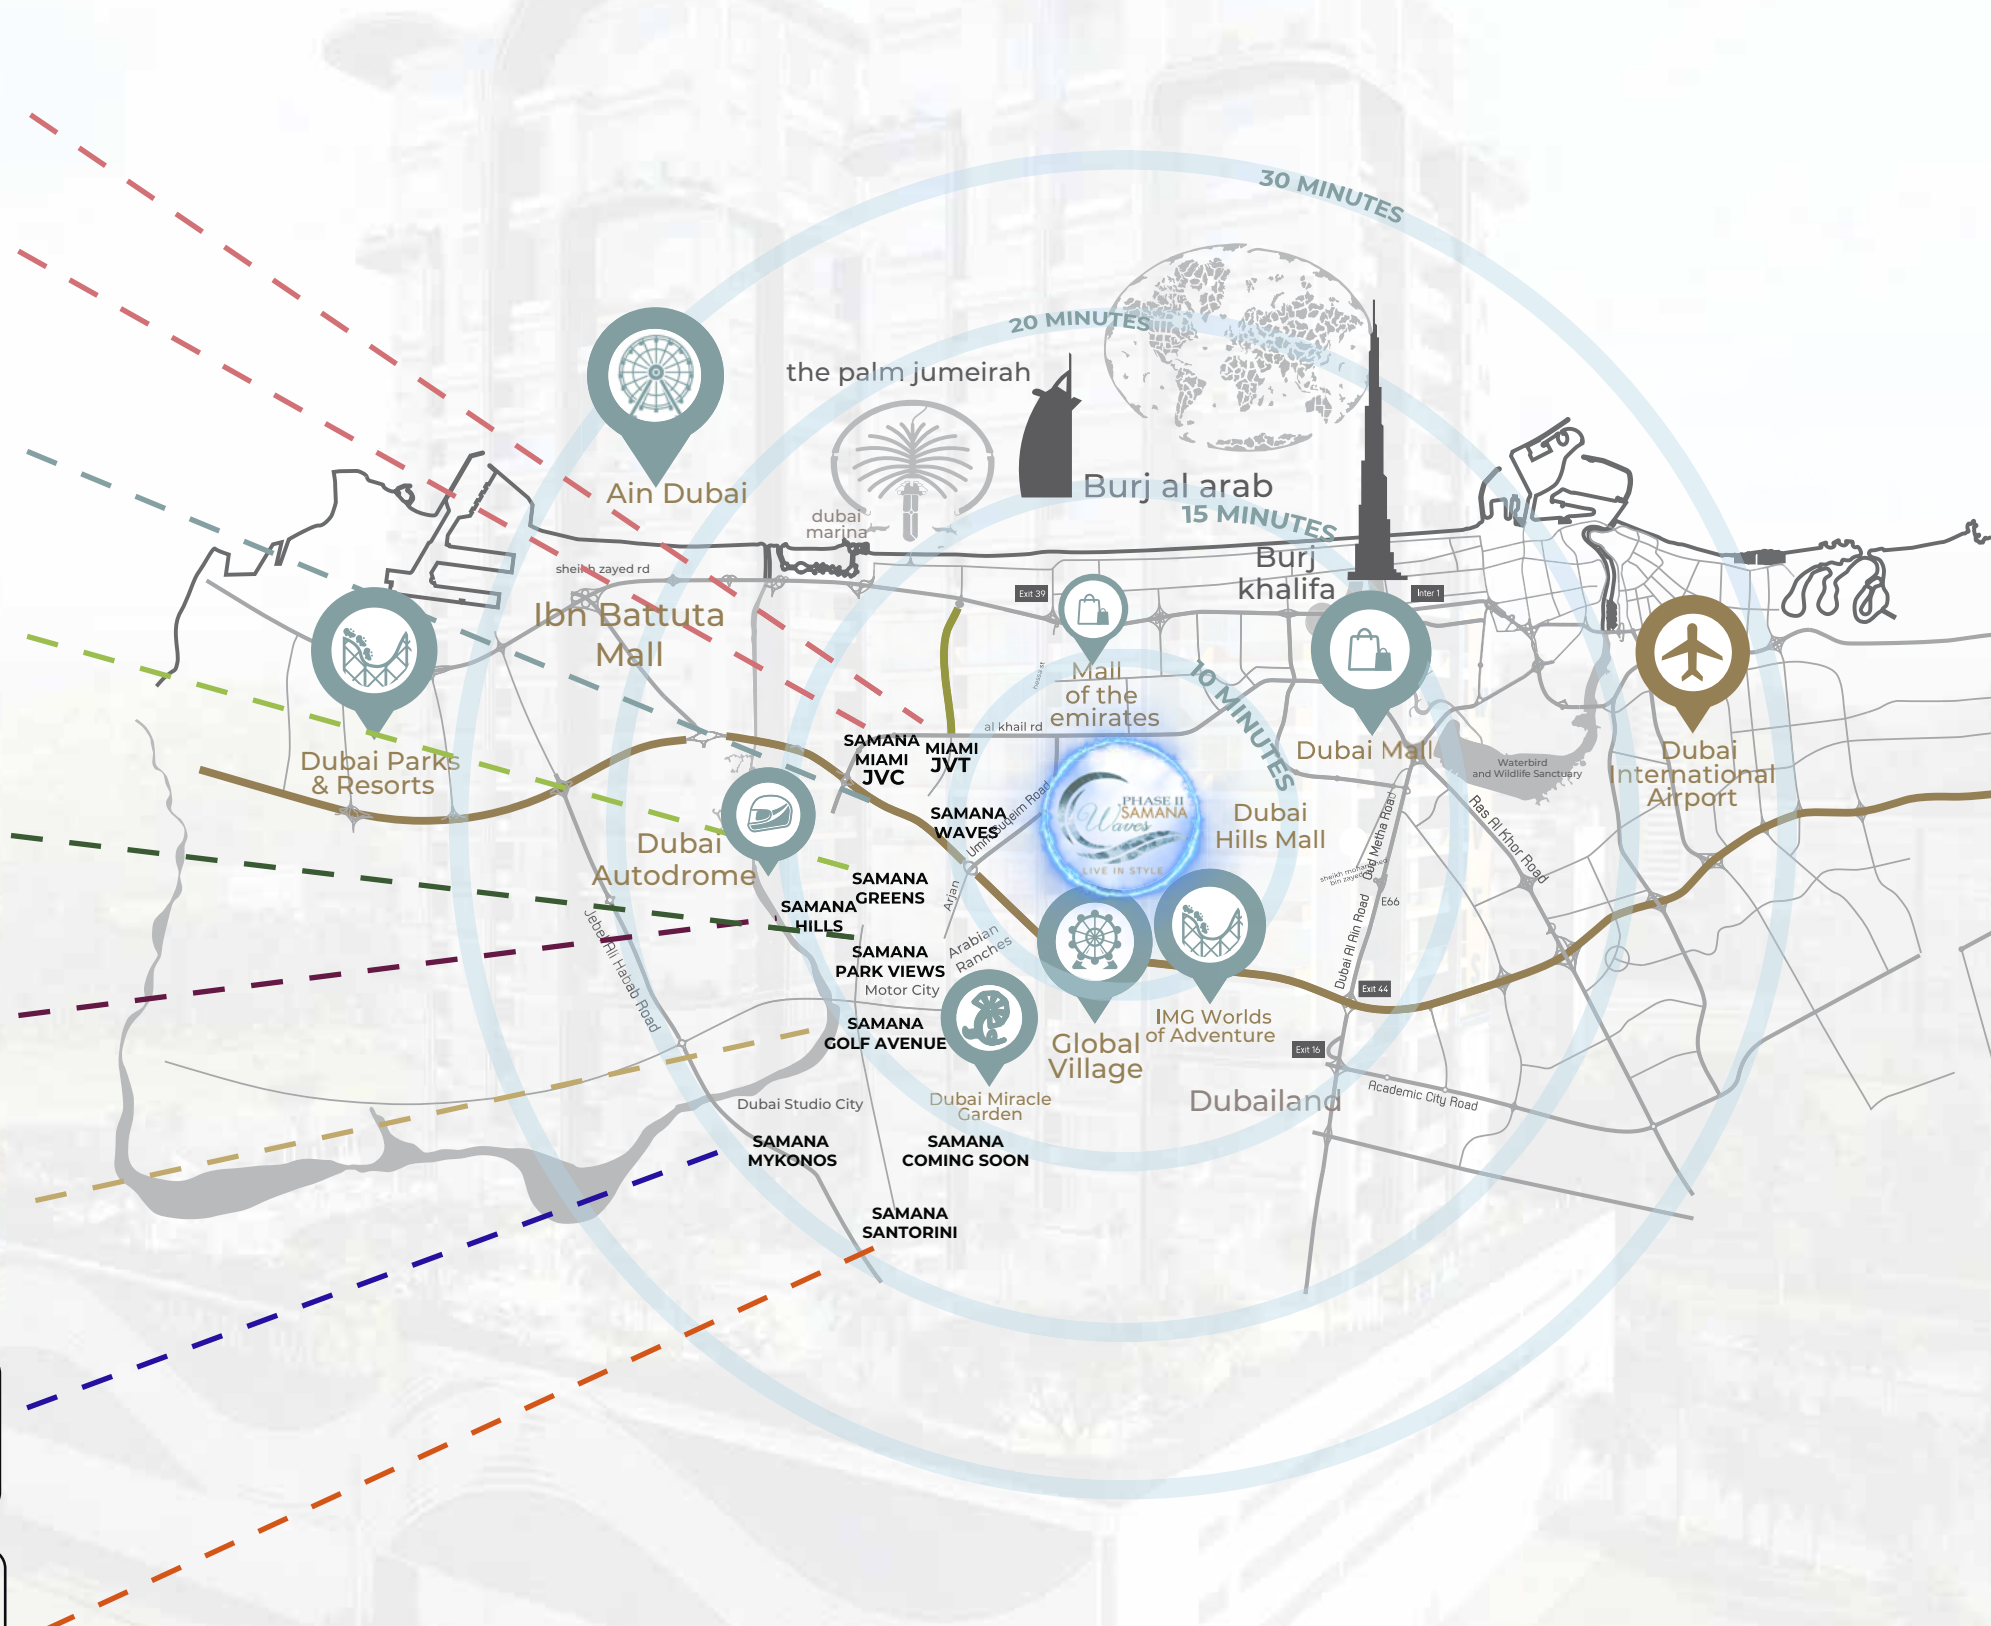 30 MINUTES
20 MINUTES
the palm jumeirah
Ain Dubai
Burj al arab
15 MINUTES
dubai
marina
Burj
khalifa
sheikh zayed rd
Exit 39
Inter 1
Ibn Battuta
Mall
Mall
of the
emirates
10 MINUTES
hessa st
al khail rd
SAMANA
MIAMI
JVC
MIAMI
JVT
Dubai Mall
Dubai
International
Airport
Dubai Parks
& Resorts
Waterbird
and Wildlife Sanctuary
PHASE II
SAMANA
Waves
LIVE IN STYLE
SAMANA
WAVES
Umm Suqeim Road
Dubai
Hills Mall
Oud Metha Road
Ras Al Khor Road
Dubai
Autodrome
SAMANA
GREENS
Arjan
E66
SAMANA
HILLS
Jebel Ali Habab Road
Arabian
Ranches
Dubai Al Ain Road
SAMANA
PARK VIEWS
Motor City
Exit 44
SAMANA
GOLF AVENUE
IMG Worlds
of Adventure
Global
Village
Exit 16
Dubai Miracle
Garden
Dubailand
Academic City Road
Dubai Studio City
SAMANA
MYKONOS
SAMANA
COMING SOON
SAMANA
SANTORINI